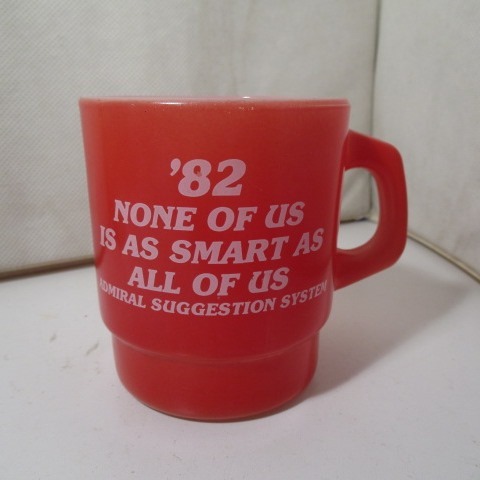 ’82
NONE OF US
IS AS SMART AS
ALL OF US
ADMIRAL SUGGESTION SYSTEM